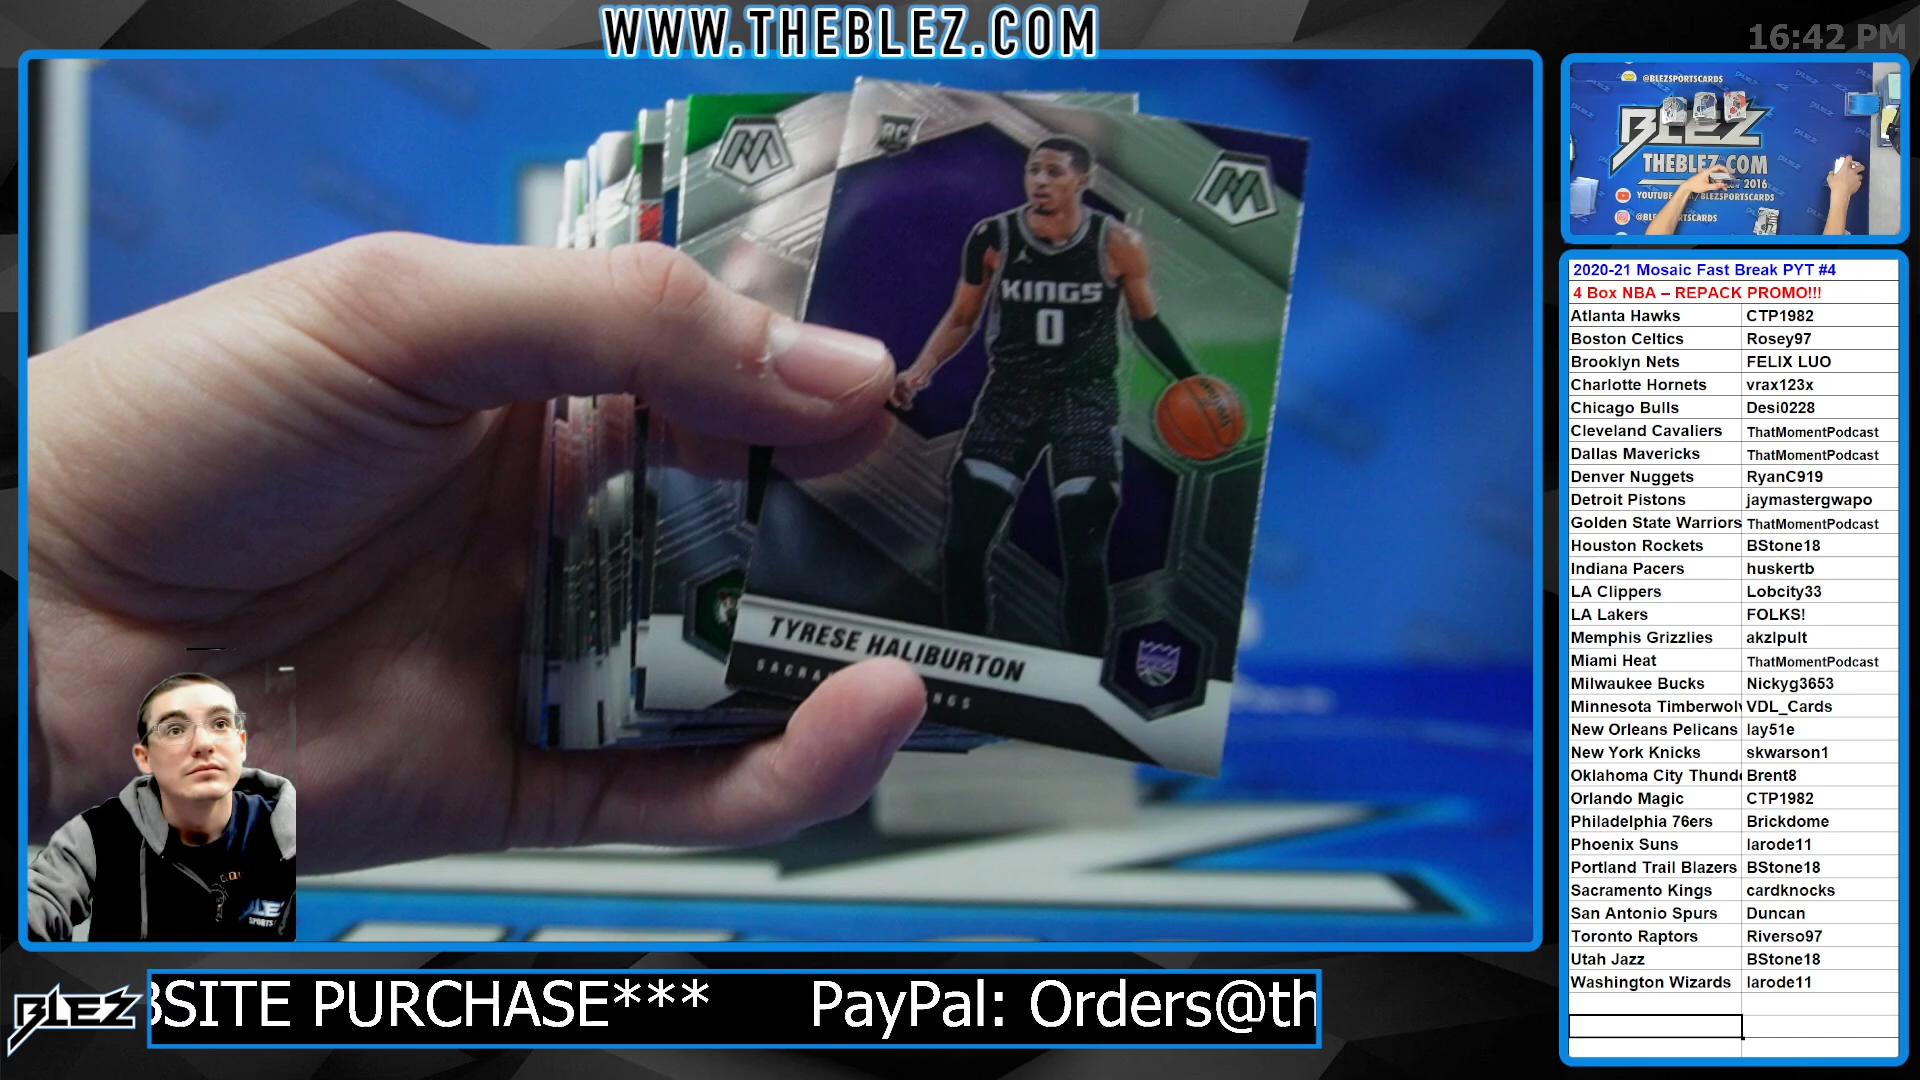 WWW.THEBLEZ.COM
16:42 PM
@BLEZSPORTSCARDS
BLEZ
THEBLEZ.COM
2016
RC
KINGS
0
TYRESE HALIBURTON
2020-21 Mosaic Fast Break PYT #4
4 Box NBA – REPACK PROMO!!!
Atlanta Hawks CTP1982
Boston Celtics Rosey97
Brooklyn Nets FELIX LUO
Charlotte Hornets vrax123x
Chicago Bulls Desi0228
Cleveland Cavaliers ThatMomentPodcast
Dallas Mavericks ThatMomentPodcast
Denver Nuggets RyanC919
Detroit Pistons jaymastergwapo
Golden State Warriors ThatMomentPodcast
Houston Rockets BStone18
Indiana Pacers huskertb
LA Clippers Lobcity33
LA Lakers FOLKS!
Memphis Grizzlies akzlpult
Miami Heat ThatMomentPodcast
Milwaukee Bucks Nickyg3653
Minnesota Timberwolv VDL_Cards
New Orleans Pelicans lay51e
New York Knicks skwarson1
Oklahoma City Thunde Brent8
Orlando Magic CTP1982
Philadelphia 76ers Brickdome
Phoenix Suns larode11
Portland Trail Blazers BStone18
Sacramento Kings cardknocks
San Antonio Spurs Duncan
Toronto Raptors Riverso97
Utah Jazz BStone18
Washington Wizards larode11
BLEZ
BSITE PURCHASE*** PayPal: Orders@th